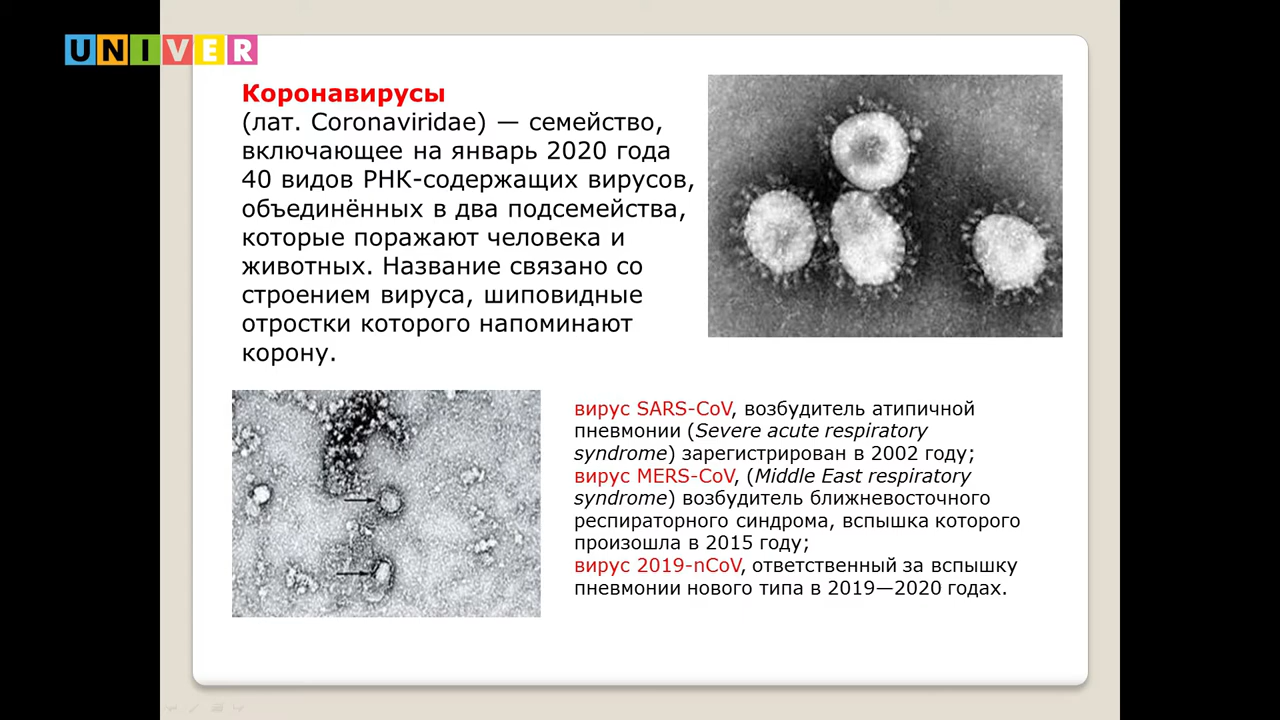 UNIVER
Коронавирусы
(лат. Coronaviridae) — семейство,
включающее на январь 2020 года
40 видов РНК-содержащих вирусов,
объединённых в два подсемейства,
которые поражают человека и
животных. Название связано со
строением вируса, шиповидные
отростки которого напоминают
корону.
вирус SARS-CoV, возбудитель атипичной
пневмонии (Severe acute respiratory
syndrome) зарегистрирован в 2002 году;
вирус MERS-CoV, (Middle East respiratory
syndrome) возбудитель ближневосточного
респираторного синдрома, вспышка которого
произошла в 2015 году;
вирус 2019-nCoV, ответственный за вспышку
пневмонии нового типа в 2019—2020 годах.